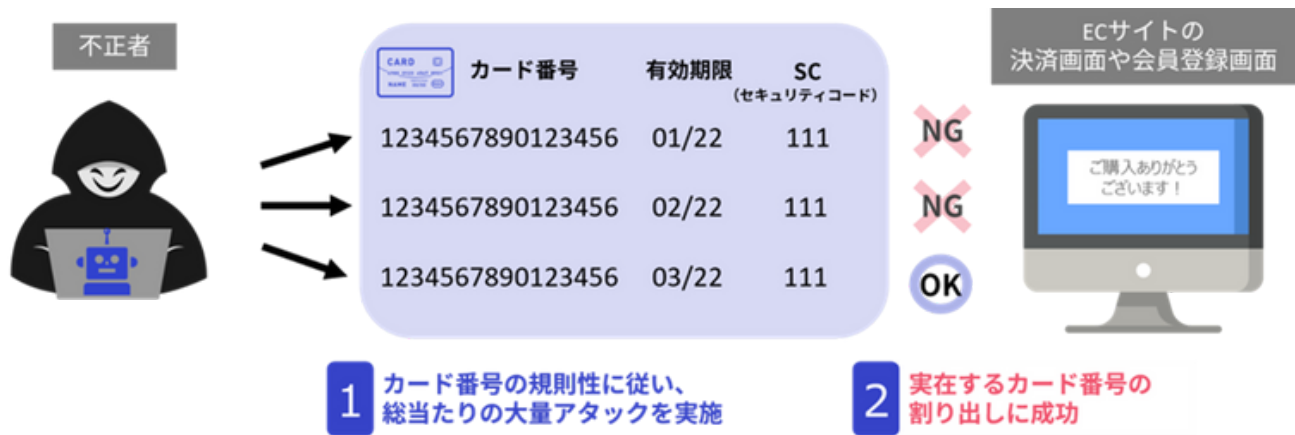 不正者
ECサイトの
決済画面や会員登録画面
CARD
NAME
カード番号
有効期限
SC
(セキュリティコード)
1234567890123456 01/22 111
NG
1234567890123456 02/22 111
NG
1234567890123456 03/22 111
OK
ご購入ありがとう
ございます！
1
カード番号の規則性に従い、
総当たりの大量アタックを実施
2
実在するカード番号の
割り出しに成功